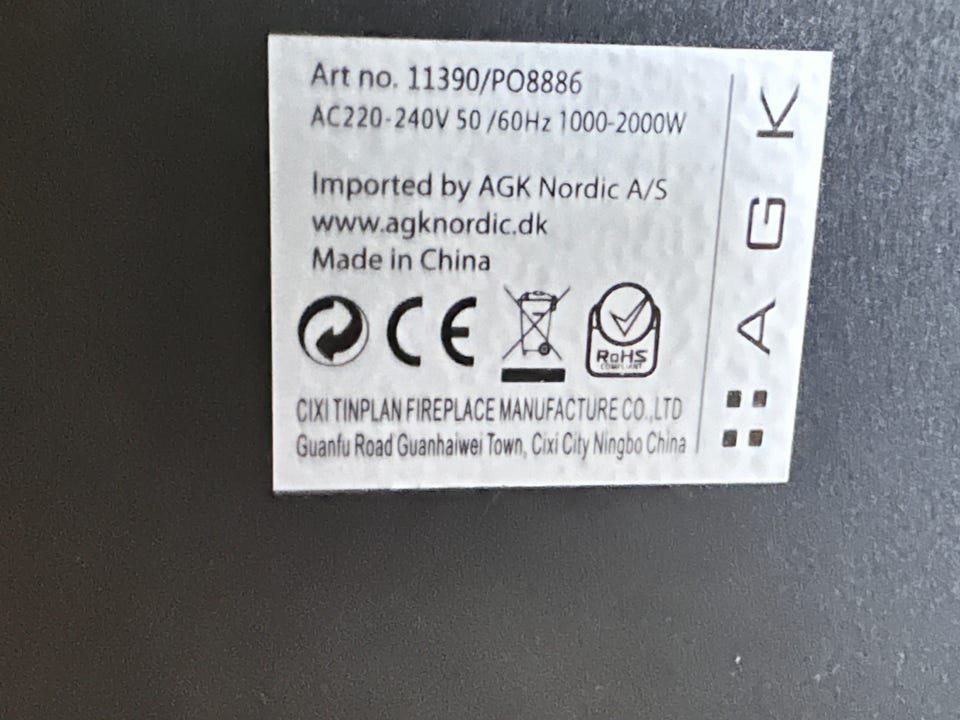 Art no. 11390/PO8886
AC220-240V 50 /60Hz 1000-2000W
Imported by AGK Nordic A/S
www.agknordic.dk
Made in China
CE
RoHS
COMPLIANT
CIXI TINPLAN FIREPLACE MANUFACTURE CO.,LTD
Guanfu Road Guanhaiwei Town, Cixi City Ningbo China
AGK